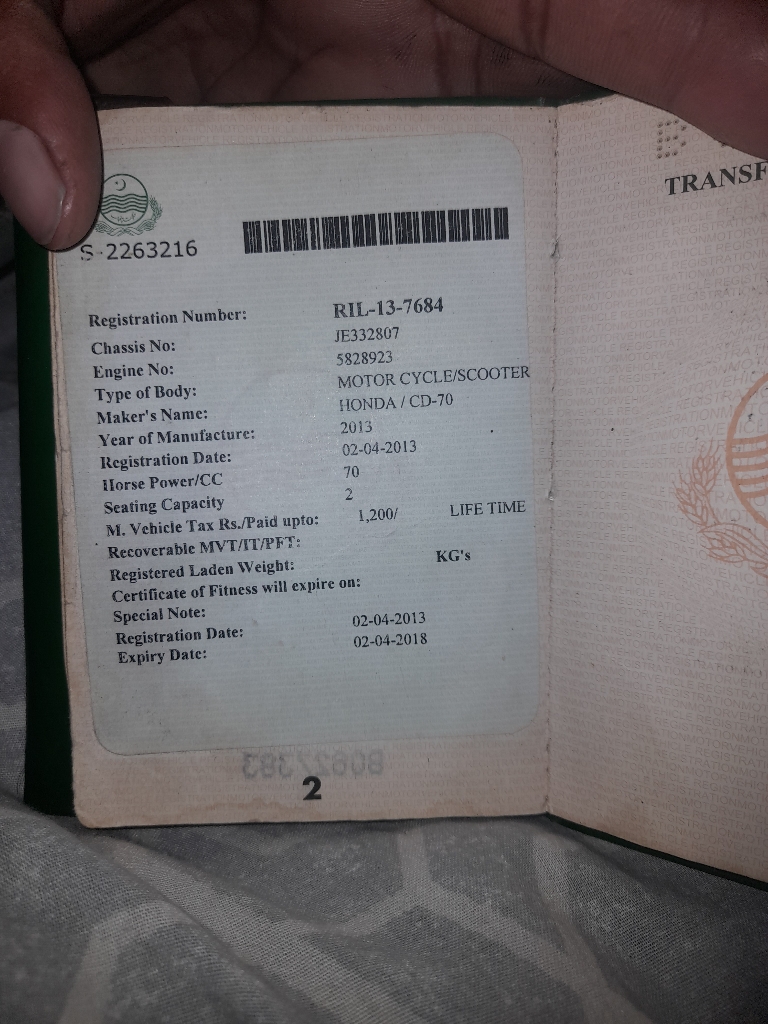 S-2263216
Registration Number: RIL-13-7684
Chassis No: JE332807
Engine No: 5828923
Type of Body: MOTOR CYCLE/SCOOTER
Maker's Name: HONDA / CD-70
Year of Manufacture: 2013
Registration Date: 02-04-2013
Horse Power/CC 70
Seating Capacity 2
M. Vehicle Tax Rs./Paid upto: 1,200/ LIFE TIME
Recoverable MVT/IT/PFT:
Registered Laden Weight: KG's
Certificate of Fitness will expire on:
Special Note:
Registration Date: 02-04-2013
Expiry Date: 02-04-2018
2
TRANSF